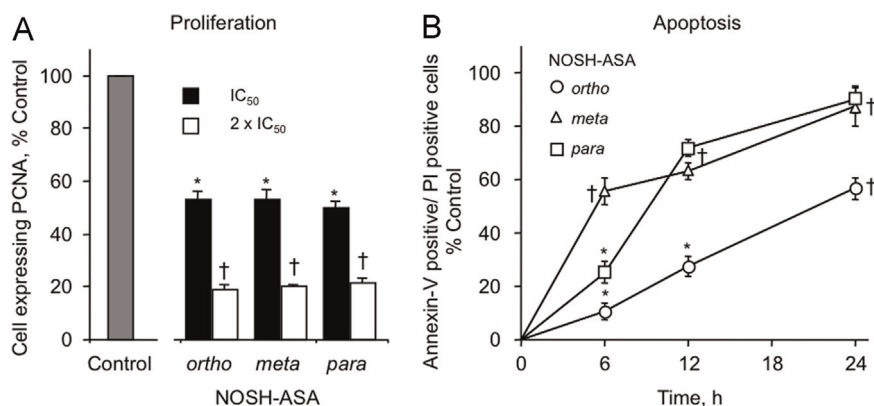 A
Proliferation
Cell expressing PCNA, % Control
100
80
60
40
20
0
IC50
2 x IC50
*
*
*
†
†
†
Control
ortho
meta
para
NOSH-ASA
B
Apoptosis
Annexin-V positive/ PI positive cells
% Control
100
80
60
40
20
0
NOSH-ASA
ortho
meta
para
†
*
*
*
†
†
†
0
6
12
18
24
Time, h